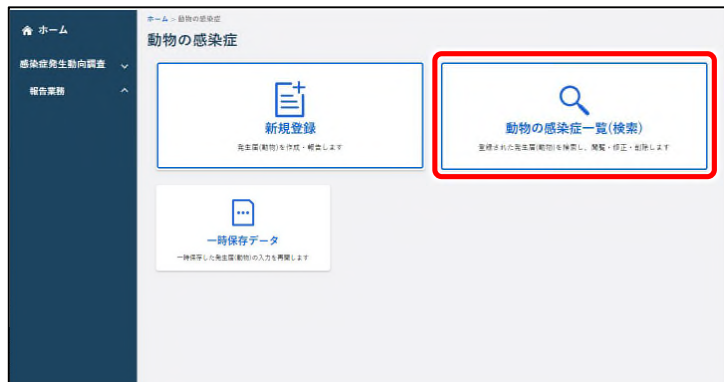 ホーム
感染症発生動向調査
報告業務
ホーム > 動物の感染症
動物の感染症
新規登録
発生届(動物)を作成・報告します
動物の感染症一覧(検索)
登録された発生届(動物)を検索し、閲覧・修正・削除します
一時保存データ
一時保存した発生届(動物)の入力を再開します